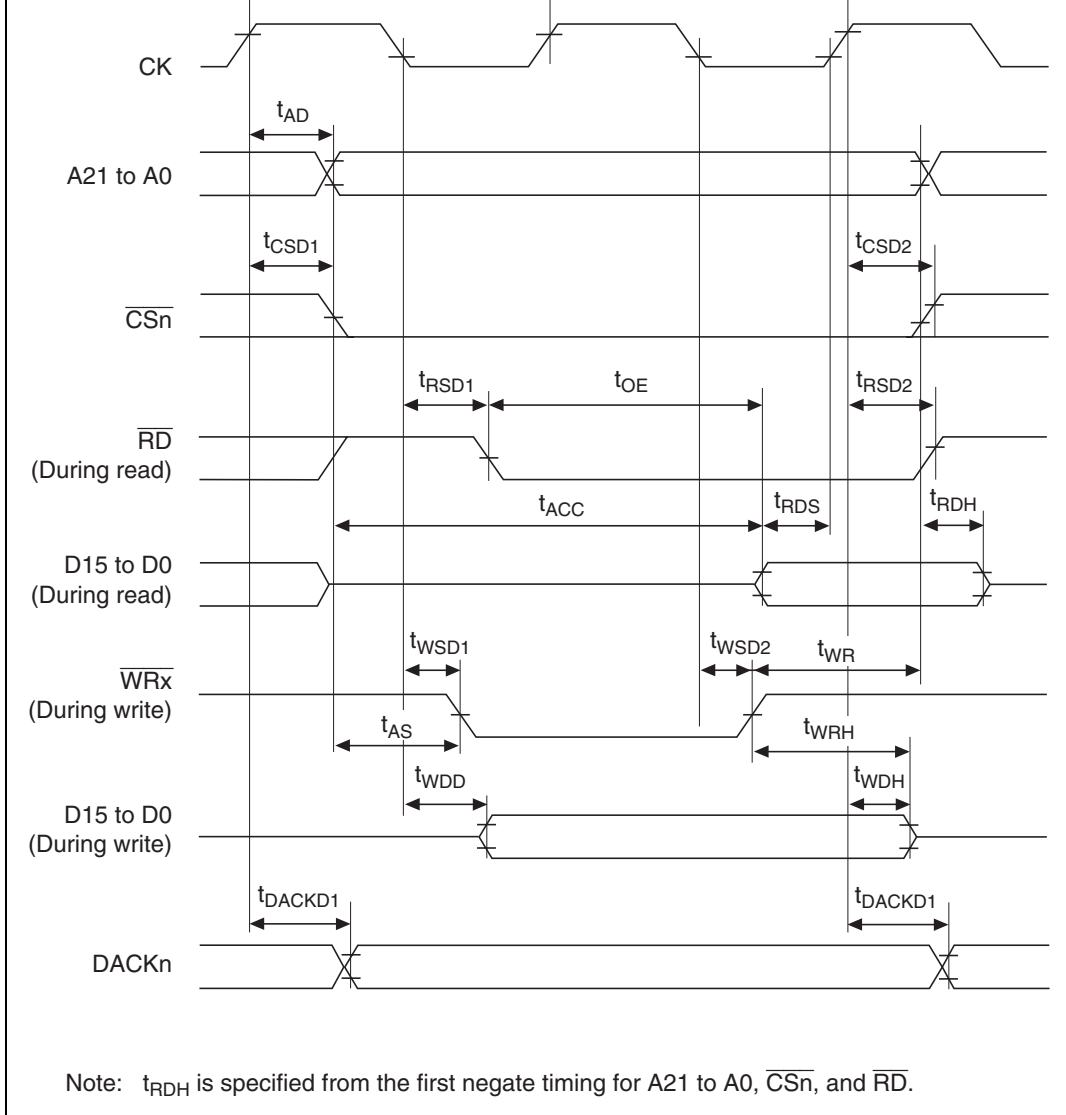 CK
tAD
A21 to A0
tCSD1
tCSD2
CSn
tRSD1
tOE
tRSD2
RD
(During read)
tACC
tRDS
tRDH
D15 to D0
(During read)
tWSD1
tWSD2
tWR
WRx
(During write)
tAS
tWRH
tWDD
tWDH
D15 to D0
(During write)
tDACKD1
tDACKD1
DACKn
Note: tRDH is specified from the first negate timing for A21 to A0, CSn, and RD.